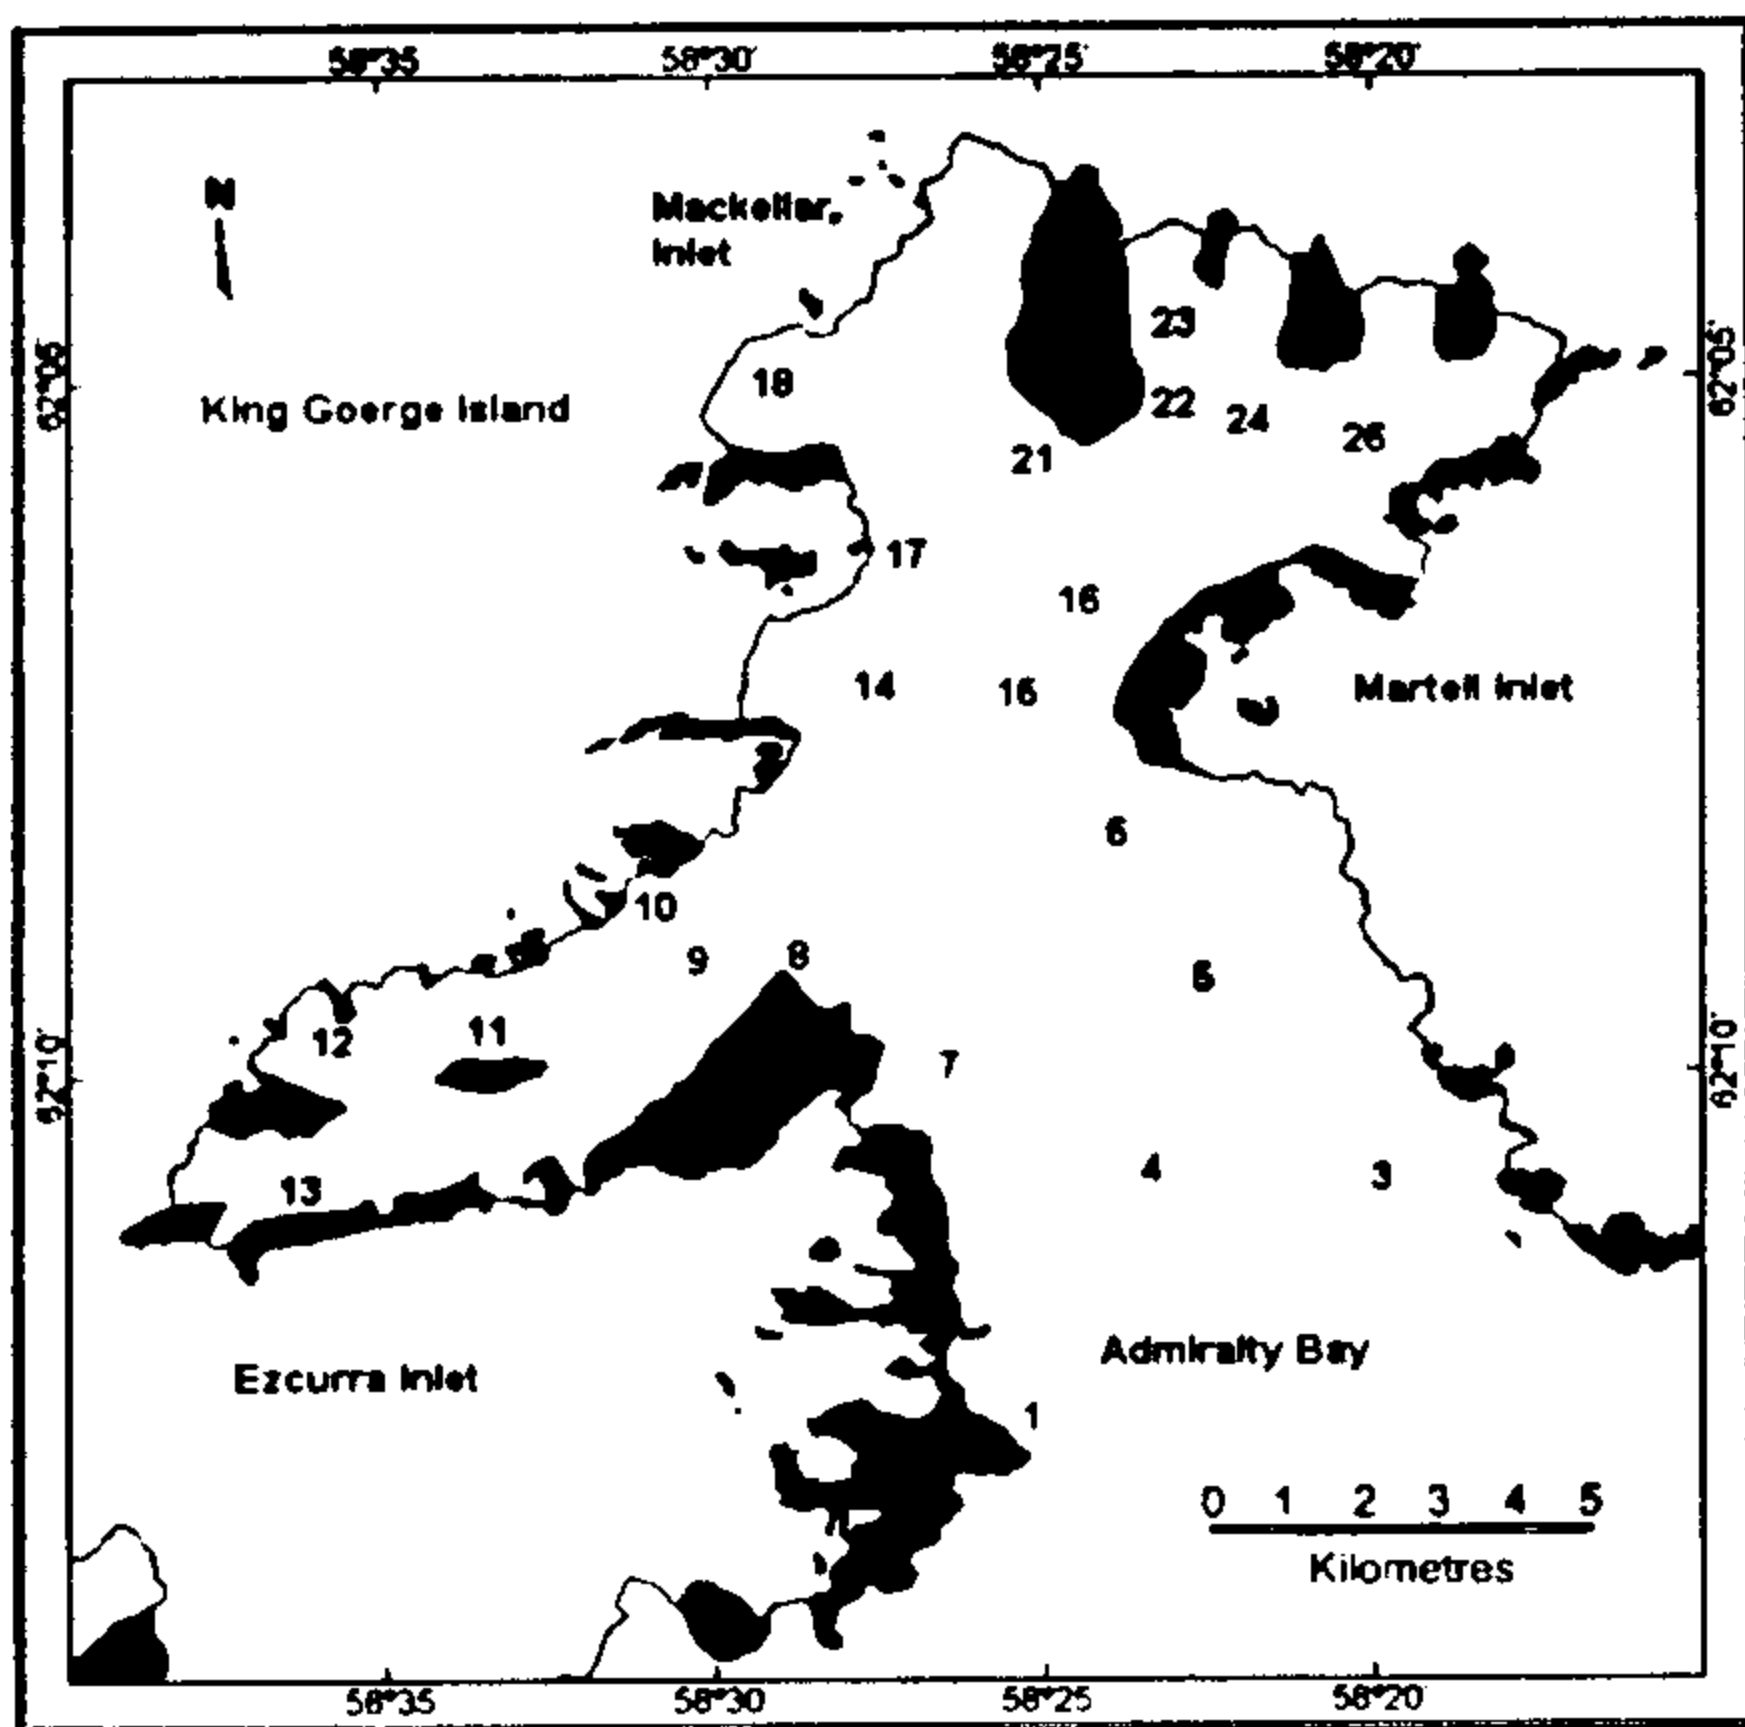 58°35' 58°30' 58°25' 58°20'
N
Mackellar,
Inlet
23
62°05' 62°05'
18
King Goerge Island
22
24
26
21
17
16
14 15
Martell Inlet
6
10
9 8
5
12 11
62°10' 62°10'
7
4 3
13
Admiralty Bay
Ezcurra Inlet
1
0 1 2 3 4 5
Kilometres
58°35' 58°30' 58°25' 58°20'